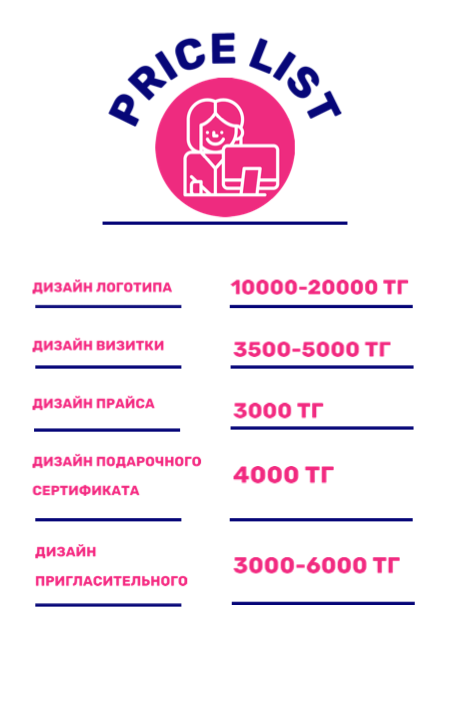 PRICE LIST
ДИЗАЙН ЛОГОТИПА 10000-20000 ТГ
ДИЗАЙН ВИЗИТКИ 3500-5000 ТГ
ДИЗАЙН ПРАЙСА 3000 ТГ
ДИЗАЙН ПОДАРОЧНОГО
СЕРТИФИКАТА
4000 ТГ
ДИЗАЙН
ПРИГЛАСИТЕЛЬНОГО
3000-6000 ТГ